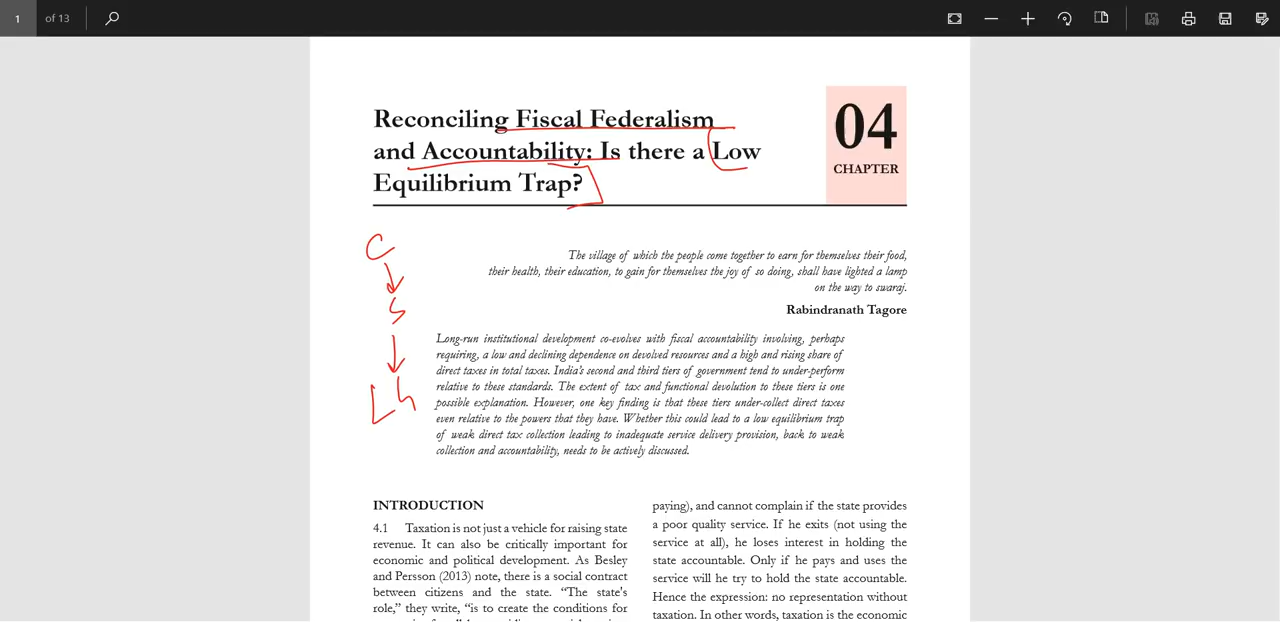 1 of 13
Reconciling Fiscal Federalism
and Accountability: Is there a Low
Equilibrium Trap?
04
CHAPTER
The village of which the people come together to earn for themselves their food,
their health, their education, to gain for themselves the joy of so doing, shall have lighted a lamp
on the way to swaraj.
Rabindranath Tagore
C
S
Lh
Long-run institutional development co-evolves with fiscal accountability involving, perhaps
requiring, a low and declining dependence on devolved resources and a high and rising share of
direct taxes in total taxes. India's second and third tiers of government tend to under-perform
relative to these standards. The extent of tax and functional devolution to these tiers is one
possible explanation. However, one key finding is that these tiers under-collect direct taxes
even relative to the powers that they have. Whether this could lead to a low equilibrium trap
of weak direct tax collection leading to inadequate service delivery provision, back to weak
collection and accountability, needs to be actively discussed.
INTRODUCTION
4.1 Taxation is not just a vehicle for raising state
revenue. It can also be critically important for
economic and political development. As Besley
and Persson (2013) note, there is a social contract
between citizens and the state. “The state's
role,” they write, “is to create the conditions for
paying), and cannot complain if the state provides
a poor quality service. If he exits (not using the
service at all), he loses interest in holding the
state accountable. Only if he pays and uses the
service will he try to hold the state accountable.
Hence the expression: no representation without
taxation. In other words, taxation is the economic